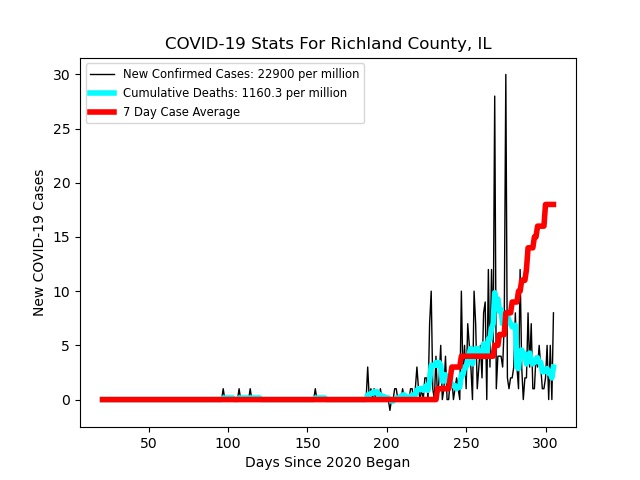 COVID-19 Stats For Richland County, IL
New Confirmed Cases: 22900 per million
Cumulative Deaths: 1160.3 per million
7 Day Case Average
New COVID-19 Cases
30
25
20
15
10
5
0
50 100 150 200 250 300
Days Since 2020 Began